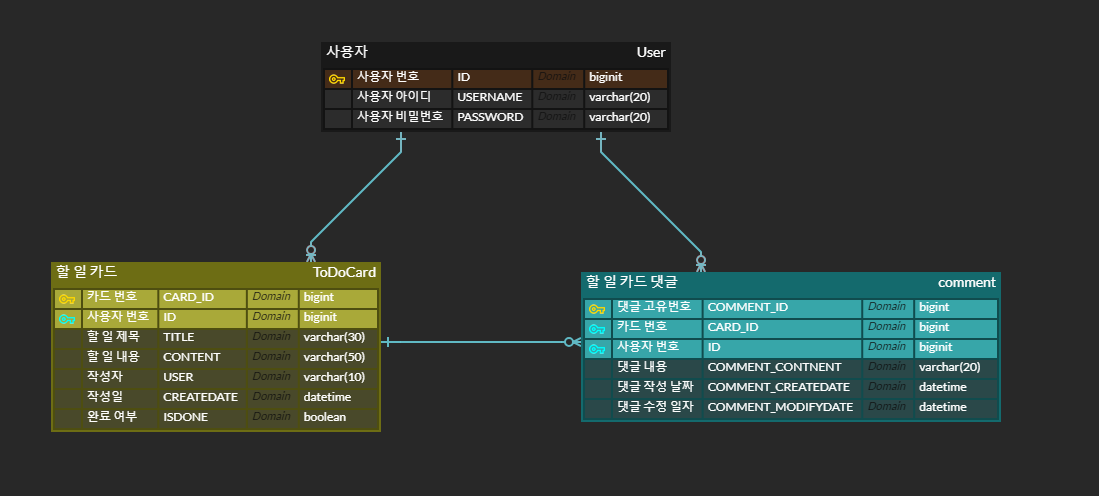 사용자 User
사용자 번호 ID Domain biginit
사용자 아이디 USERNAME Domain varchar(20)
사용자 비밀번호 PASSWORD Domain varchar(20)
할 일 카드 ToDoCard
카드 번호 CARD_ID Domain bigint
사용자 번호 ID Domain biginit
할 일 제목 TITLE Domain varchar(30)
할 일 내용 CONTENT Domain varchar(50)
작성자 USER Domain varchar(10)
작성일 CREATEDATE Domain datetime
완료 여부 ISDONE Domain boolean
할 일 카드 댓글 comment
댓글 고유번호 COMMENT_ID Domain bigint
카드 번호 CARD_ID Domain bigint
사용자 번호 ID Domain biginit
댓글 내용 COMMENT_CONTNENT Domain varchar(20)
댓글 작성 날짜 COMMENT_CREATEDATE Domain datetime
댓글 수정 일자 COMMENT_MODIFYDATE Domain datetime